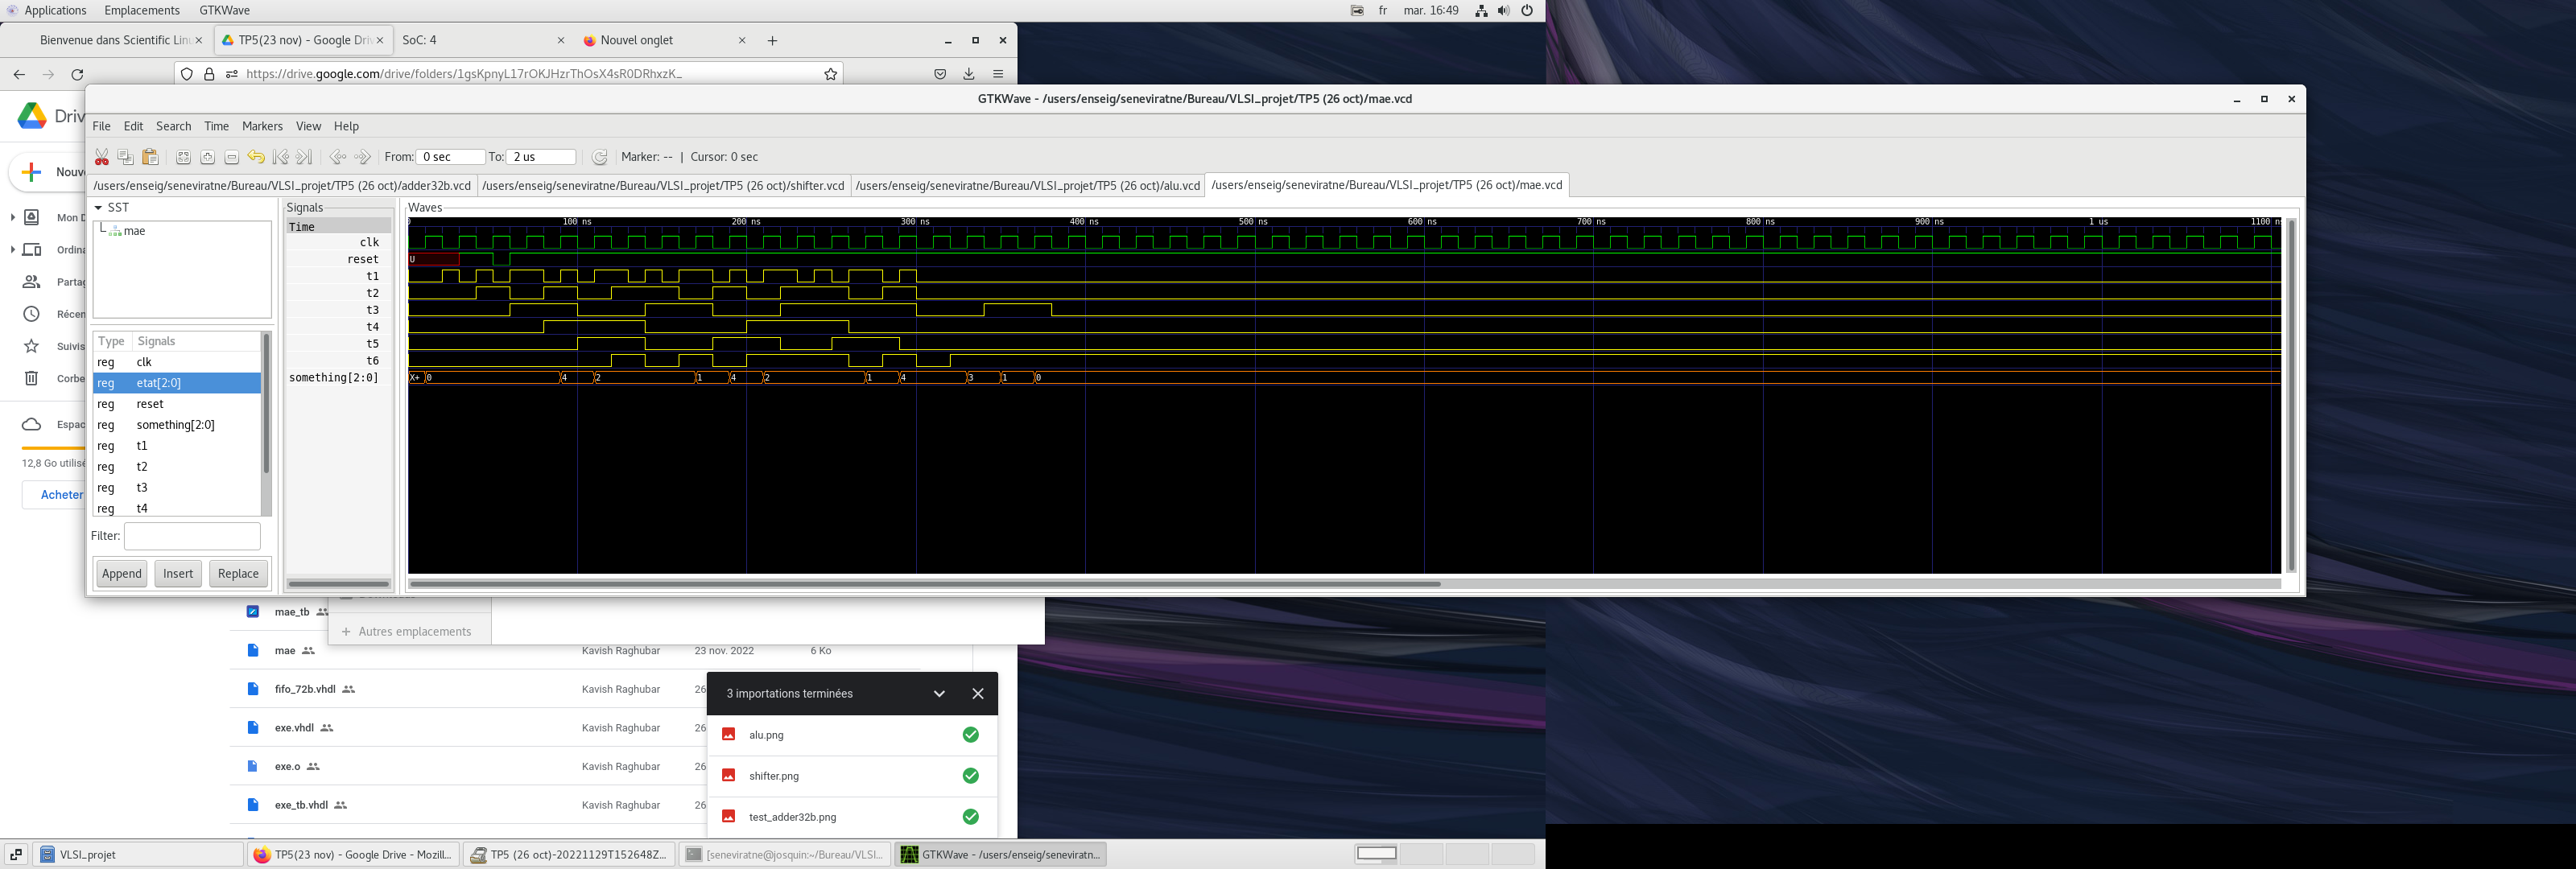 Applications Emplacements GTKWave fr mar. 16:49
Bienvenue dans Scientific Linu TP5(23 nov) - Google Driv SoC: 4 Nouvel onglet
https://drive.google.com/drive/folders/1gsKpnyL17rOKJHzrThOsX4sR0DRhxzK_
GTKWave - /users/enseig/seneviratne/Bureau/VLSI_projet/TP5 (26 oct)/mae.vcd
Driv
File Edit Search Time Markers View Help
From: 0 sec To: 2 us Marker: -- | Cursor: 0 sec
Nouv
/users/enseig/seneviratne/Bureau/VLSI_projet/TP5 (26 oct)/adder32b.vcd /users/enseig/seneviratne/Bureau/VLSI_projet/TP5 (26 oct)/shifter.vcd /users/enseig/seneviratne/Bureau/VLSI_projet/TP5 (26 oct)/alu.vcd /users/enseig/seneviratne/Bureau/VLSI_projet/TP5 (26 oct)/mae.vcd
SST Signals Waves
Mon D
Ordina
Partag
Récen
Suivis
Corbe
Espac
12,8 Go utilisé
Acheter
mae
Type Signals
reg clk
reg etat[2:0]
reg reset
reg something[2:0]
reg t1
reg t2
reg t3
reg t4
Filter:
Append Insert Replace
Time
clk
reset
t1
t2
t3
t4
t5
t6
something[2:0]
0 100 ns 200 ns 300 ns 400 ns 500 ns 600 ns 700 ns 800 ns 900 ns 1 us 1100 n
U
X+ 0 4 2 1 4 2 1 4 3 1 0
mae_tb
Autres emplacements
mae Kavish Raghubar 23 nov. 2022 6 Ko
fifo_72b.vhdl Kavish Raghubar 26
exe.vhdl Kavish Raghubar 26
exe.o Kavish Raghubar 26
exe_tb.vhdl Kavish Raghubar 26
3 importations terminées
alu.png
shifter.png
test_adder32b.png
VLSI_projet TP5(23 nov) - Google Drive - Mozill... TP5 (26 oct)-20221129T152648Z... [seneviratne@josquin:~/Bureau/VLSI... GTKWave - /users/enseig/seneviratn...